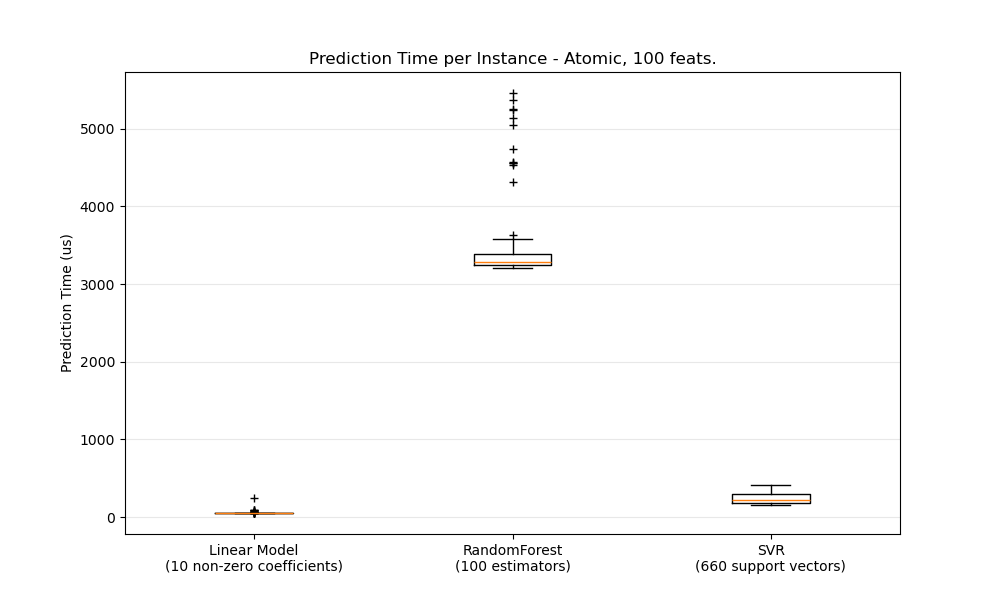 Prediction Time per Instance - Atomic, 100 feats.
Prediction Time (us)
5000
4000
3000
2000
1000
0
Linear Model
(10 non-zero coefficients)
RandomForest
(100 estimators)
SVR
(660 support vectors)